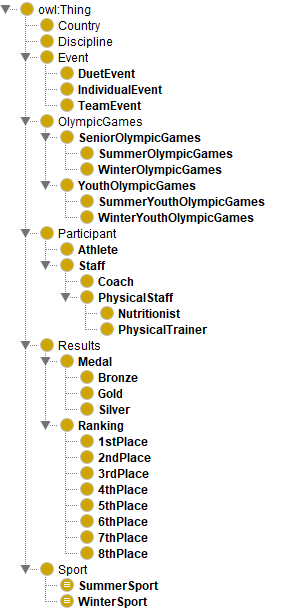 owl:Thing
Country
Discipline
Event
DuetEvent
IndividualEvent
TeamEvent
OlympicGames
SeniorOlympicGames
SummerOlympicGames
WinterOlympicGames
YouthOlympicGames
SummerYouthOlympicGames
WinterYouthOlympicGames
Participant
Athlete
Staff
Coach
PhysicalStaff
Nutritionist
PhysicalTrainer
Results
Medal
Bronze
Gold
Silver
Ranking
1stPlace
2ndPlace
3rdPlace
4thPlace
5thPlace
6thPlace
7thPlace
8thPlace
Sport
SummerSport
WinterSport